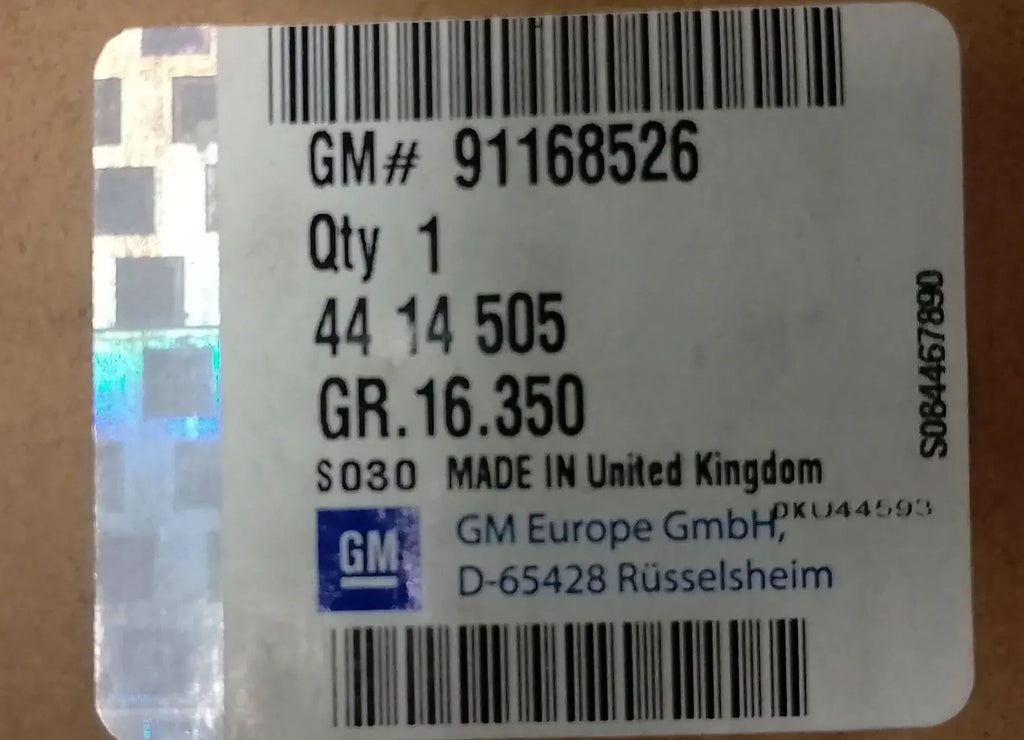 GM# 91168526
Qty 1
44 14 505
GR.16.350
S030 MADE IN United Kingdom
GM
GM Europe GmbH,
D-65428 Rüsselsheim
PKU44593
S084467890